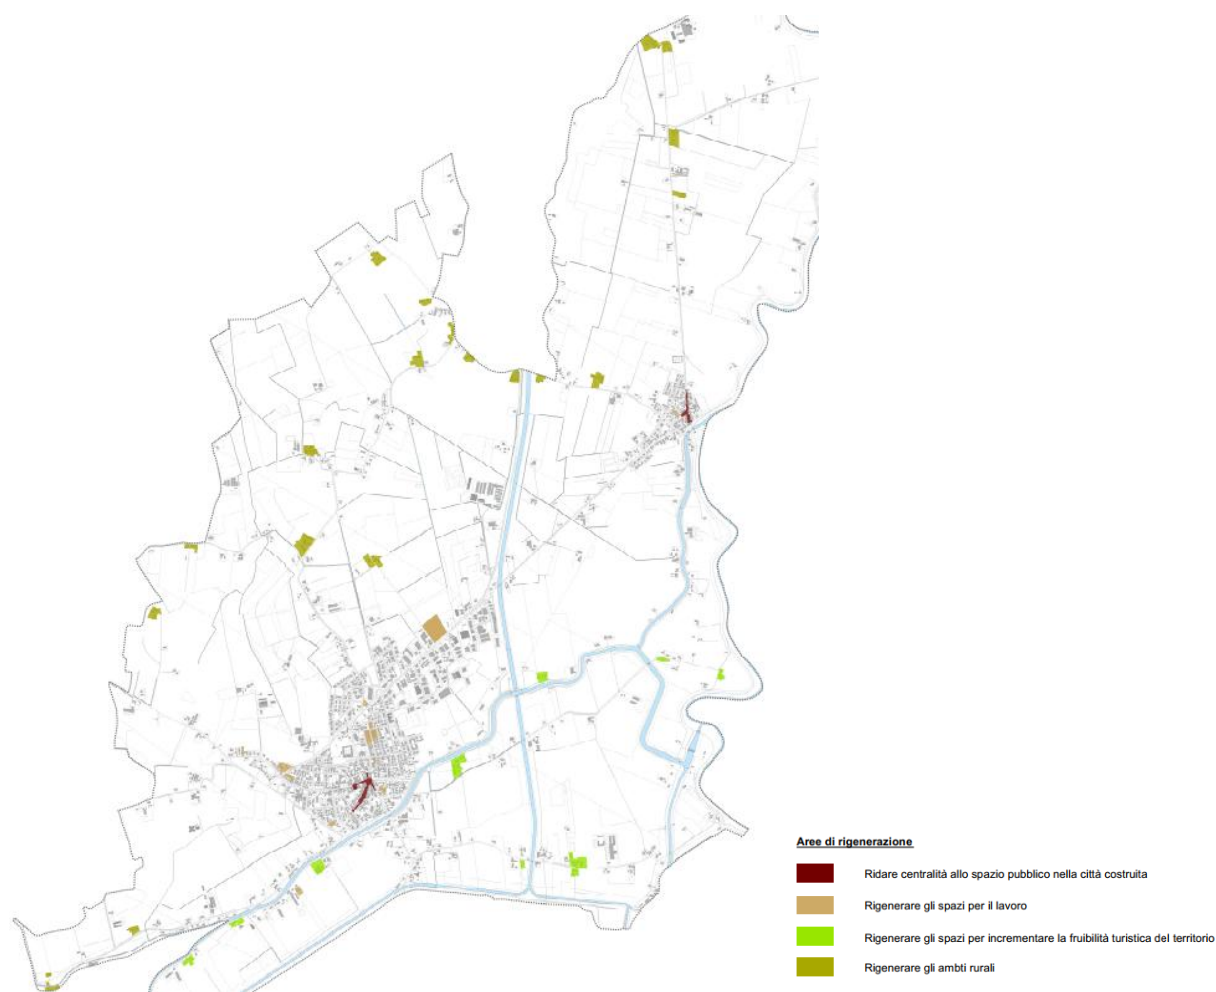 Aree di rigenerazione
Ridare centralità allo spazio pubblico nella città costruita
Rigenerare gli spazi per il lavoro
Rigenerare gli spazi per incrementare la fruibilità turistica del territorio
Rigenerare gli ambti rurali